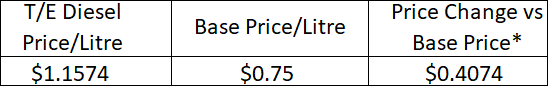 T/E Diesel
Price/Litre
Base Price/Litre
Price Change vs
Base Price*
$1.1574
$0.75
$0.4074